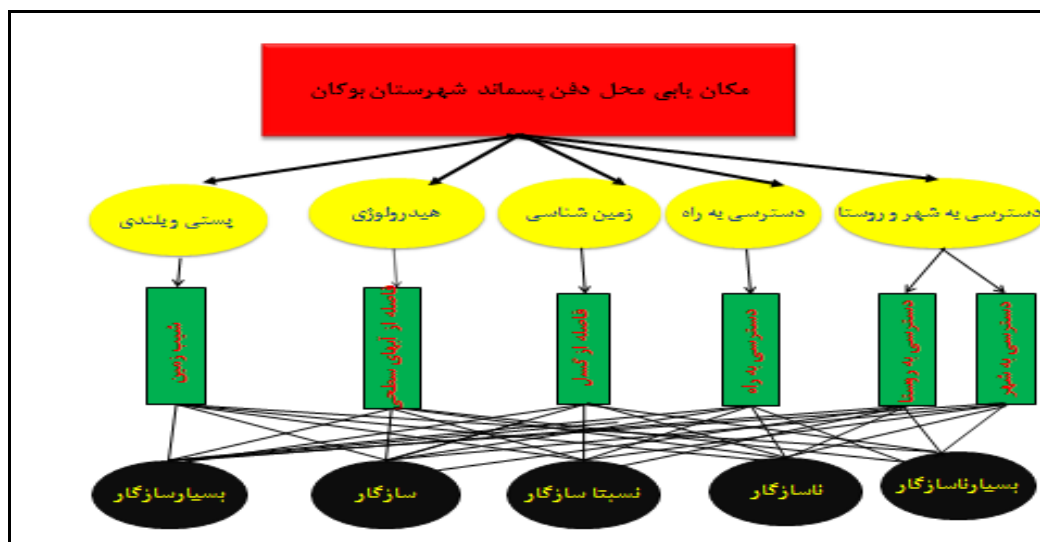 مکان یابی محل دفن پسماند شهرستان بوکان
دسترسی به شهر و روستا
دسترسی به راه
زمین شناسی
هیدرولوژی
پستی و بلندی
دسترسی به شهر
دسترسی به روستا
دسترسی به راه
فاصله از گسل
فاصله از آبهای سطحی
شیب زمین
بسیارناسازگار
ناسازگار
نسبتا سازگار
سازگار
بسیارسازگار